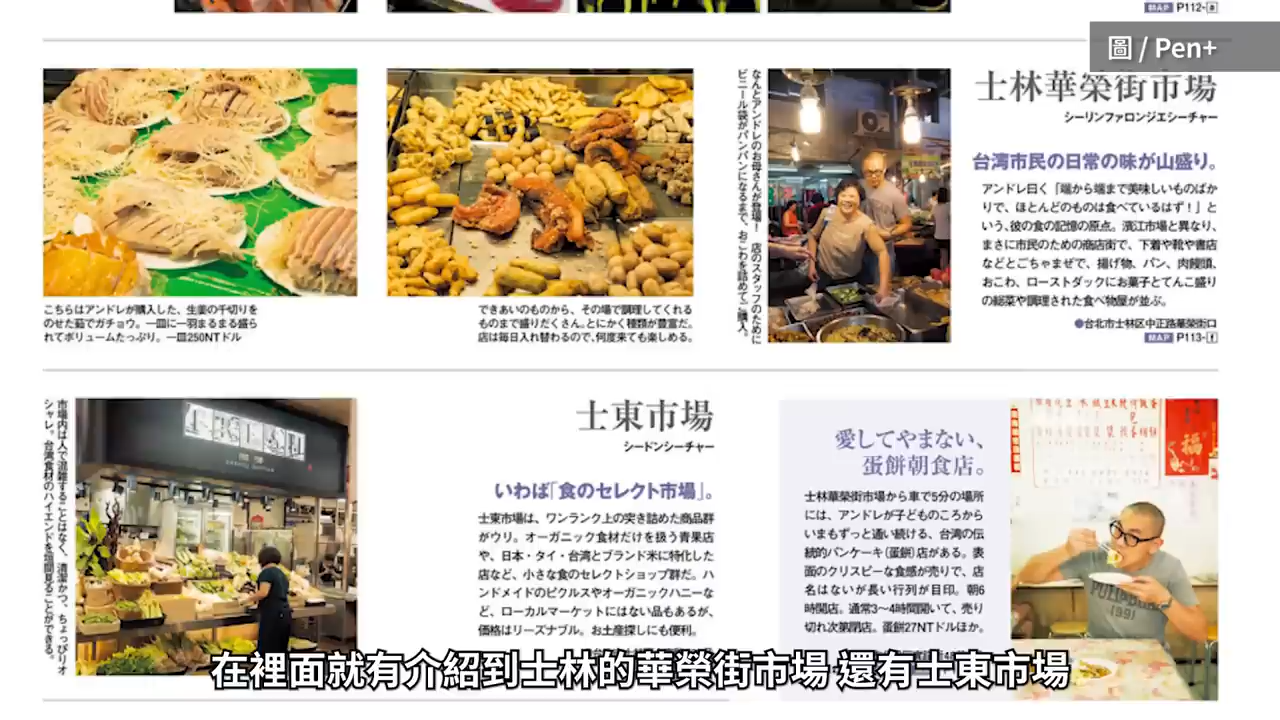 MAP P112-a
圖 / Pen+
士林華榮街市場
シーリンファロンジエシーチャー
台湾市民の日常の味が山盛り。
アンドレ曰く「端から端まで美味しいものばか
りで、ほとんどのものは食べているはず！」と
いう、彼の食の記憶の原点。濱江市場と異なり、
まさに市民のための商店街で、下着や靴や書店
などとごちゃまぜで、揚げ物、パン、肉饅頭、
おこわ、ローストダックにお菓子とてんこ盛り
の総菜や調理された食べ物屋が並ぶ。
●台北市士林区中正路華榮街口
MAP P113-f
なんとアンドレのお母さんが登場！ 店のスタッフのために
ビニール袋がパンパンになるまで、おこわを詰めてご購入。
できあいのものから、その場で調理してくれる
ものまで盛りだくさん。とにかく種類が豊富だ。
店は毎日入れ替わるので、何度来ても楽しめる。
こちらはアンドレが購入した、生姜の千切りを
のせた茹でガチョウ。一皿に一羽まるまる盛ら
れてボリュームたっぷり。一皿250NTドル
士東市場
シードンシーチャー
いわば「食のセレクト市場」。
士東市場は、ワンランク上の突き詰めた商品群
がウリ。オーガニック食材だけを扱う青果店
や、日本・タイ・台湾とブランド米に特化した
店など、小さな食のセレクトショップ群だ。ハ
ンドメイドのピクルスやオーガニックハニーな
ど、ローカルマーケットにはない品もあるが、
価格はリーズナブル。お土産探しにも便利。
市場内は人で混雑することはなく、清潔かつ、ちょっぴりオ
シャレ。台湾食材のハイエンドを垣間見ることができる。
愛してやまない、
蛋餅朝食店。
士林華榮街市場から車で5分の場所
には、アンドレが子どものころから
いまもずっと通い続ける、台湾の伝
統的パンケーキ（蛋餅）店がある。表
面のクリスピーな食感が売りで、店
名はないが長い行列が目印。朝6
時開店。通常3〜4時間開いて、売り
切れ次第閉店。蛋餅27NTドルほか。
福
PULL&BEAR
1991
在裡面就有介紹到士林的華榮街市場 還有士東市場